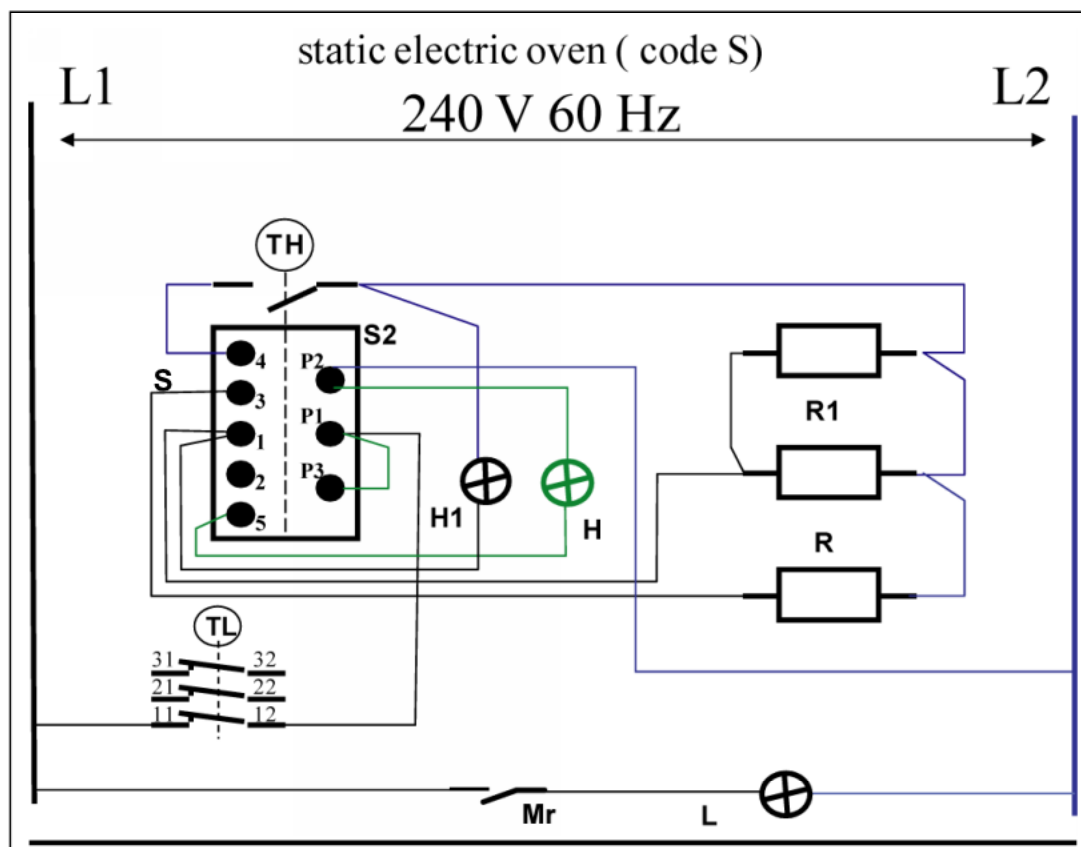 static electric oven ( code S)
L1
L2
240 V 60 Hz
TH
S2
4
P2
S
3
R1
P1
1
P3
2
H1
H
R
5
TL
31
32
21
22
11
12
Mr
L